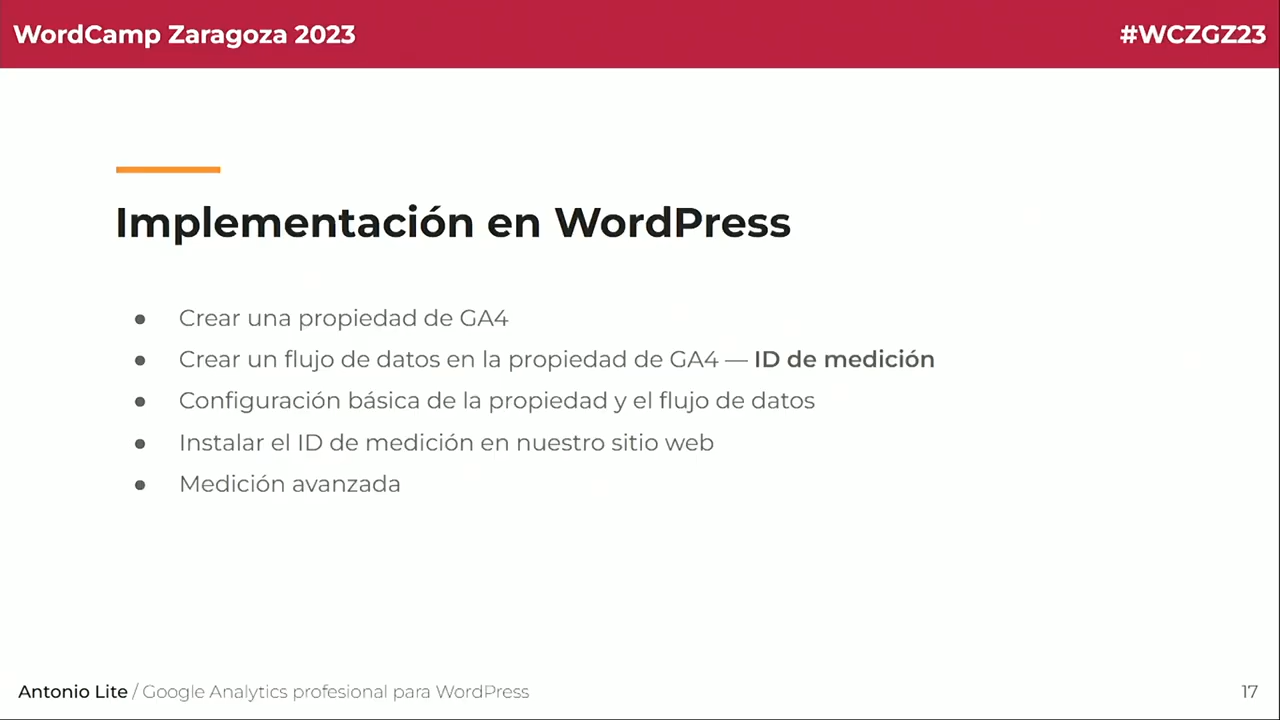 WordCamp Zaragoza 2023
#WCZGZ23
Implementación en WordPress
● Crear una propiedad de GA4
● Crear un flujo de datos en la propiedad de GA4 — ID de medición
● Configuración básica de la propiedad y el flujo de datos
● Instalar el ID de medición en nuestro sitio web
● Medición avanzada
Antonio Lite / Google Analytics profesional para WordPress
17